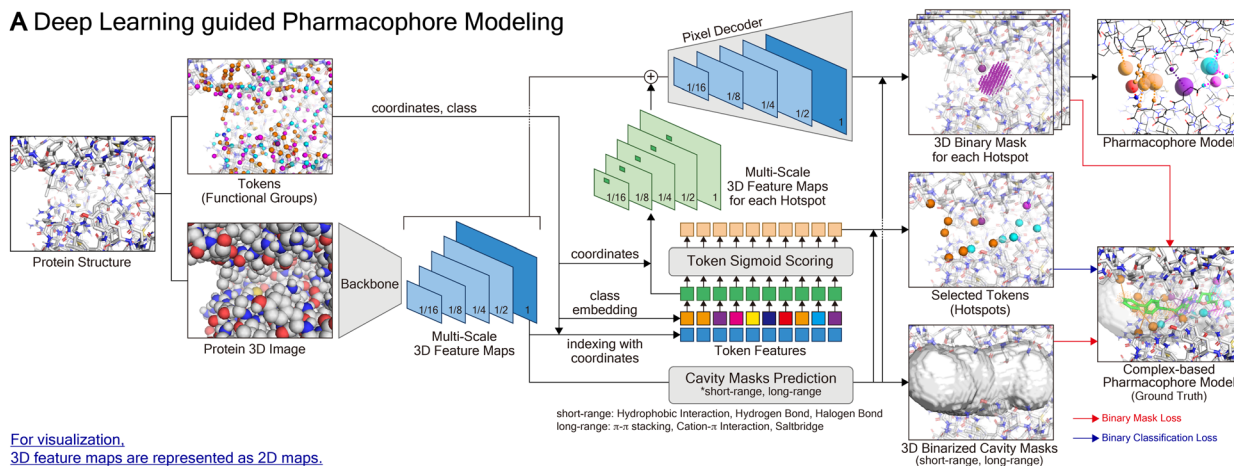 A Deep Learning guided Pharmacophore Modeling
Protein Structure
Tokens
(Functional Groups)
Protein 3D Image
coordinates, class
Backbone
1/16
1/8
1/4
1/2
1
Multi-Scale
3D Feature Maps
Pixel Decoder
1/16
1/8
1/4
1/2
1
1/16
1/8
1/4
1/2
1
Multi-Scale
3D Feature Maps
for each Hotspot
coordinates
Token Sigmoid Scoring
class
embedding
indexing with
coordinates
Token Features
Cavity Masks Prediction
*short-range, long-range
short-range: Hydrophobic Interaction, Hydrogen Bond, Halogen Bond
long-range: π-π stacking, Cation-π Interaction, Saltbridge
3D Binary Mask
for each Hotspot
Pharmacophore Model
Selected Tokens
(Hotspots)
3D Binarized Cavity Masks
(short-range, long-range)
Complex-based
Pharmacophore Model
(Ground Truth)
Binary Mask Loss
Binary Classification Loss
For visualization,
3D feature maps are represented as 2D maps.